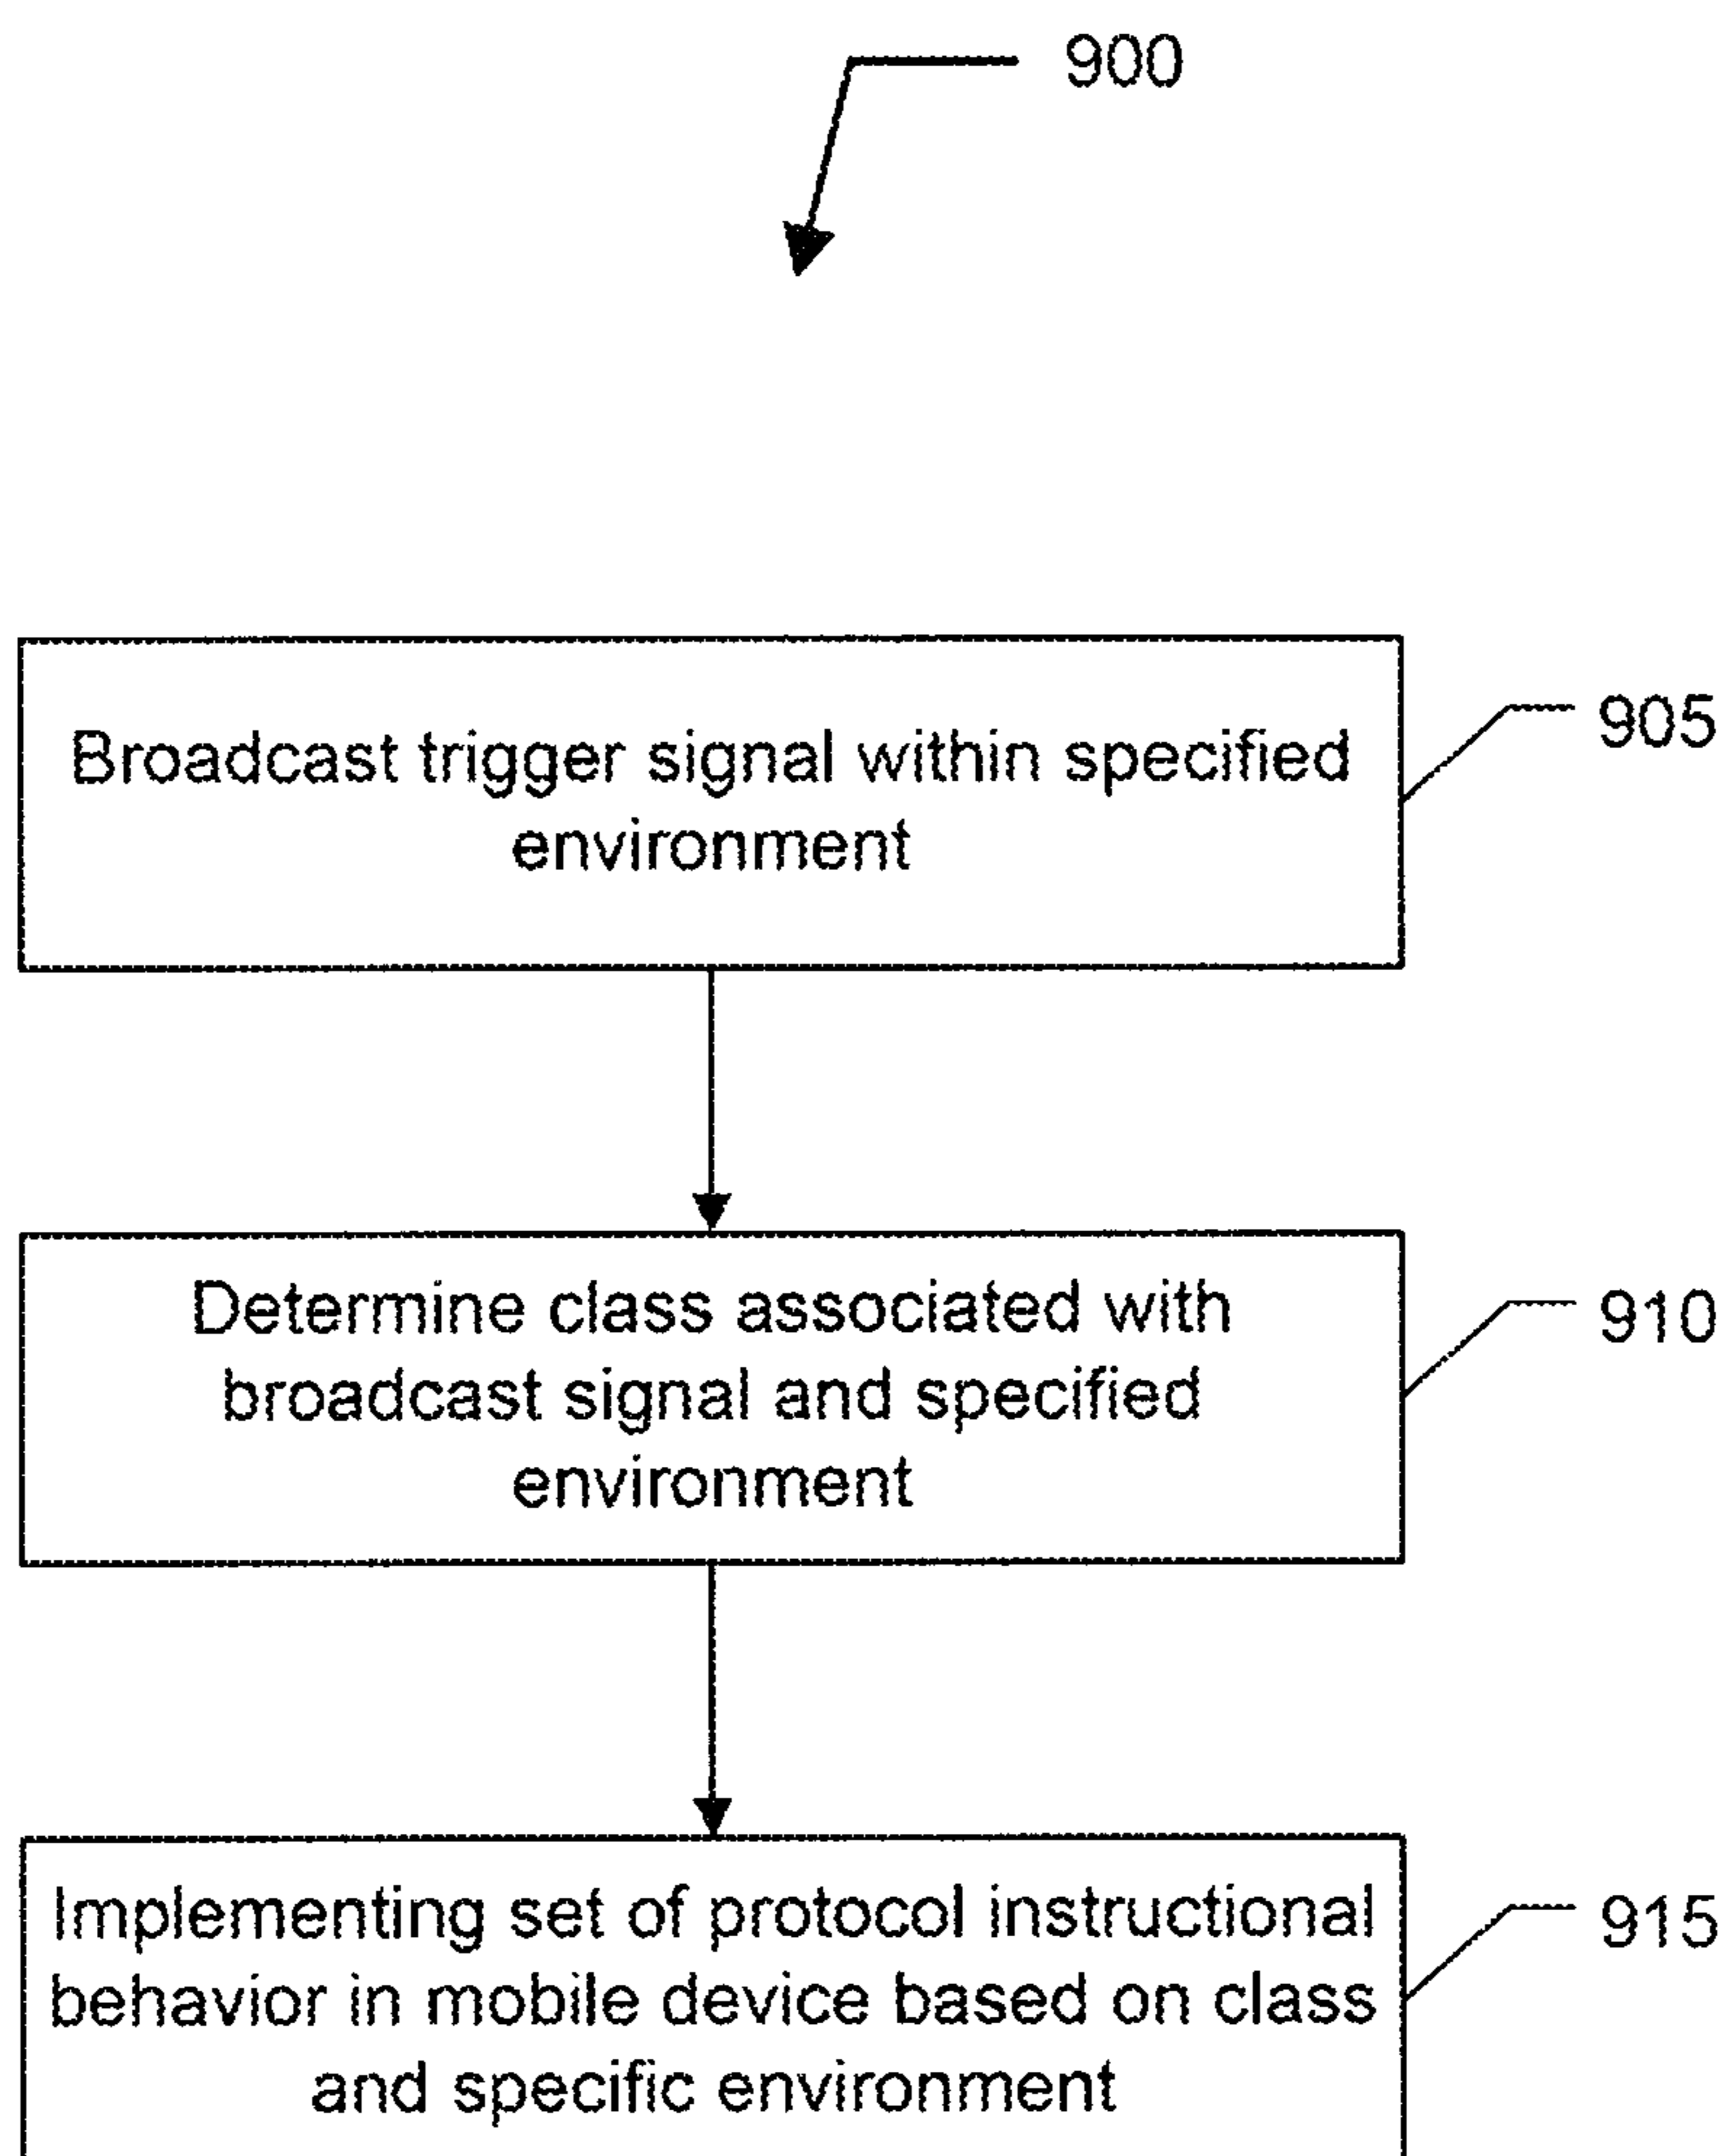 900
Broadcast trigger signal within specified
environment
905
Determine class associated with
broadcast signal and specified
environment
910
Implementing set of protocol instructional
behavior in mobile device based on class
and specific environment
915